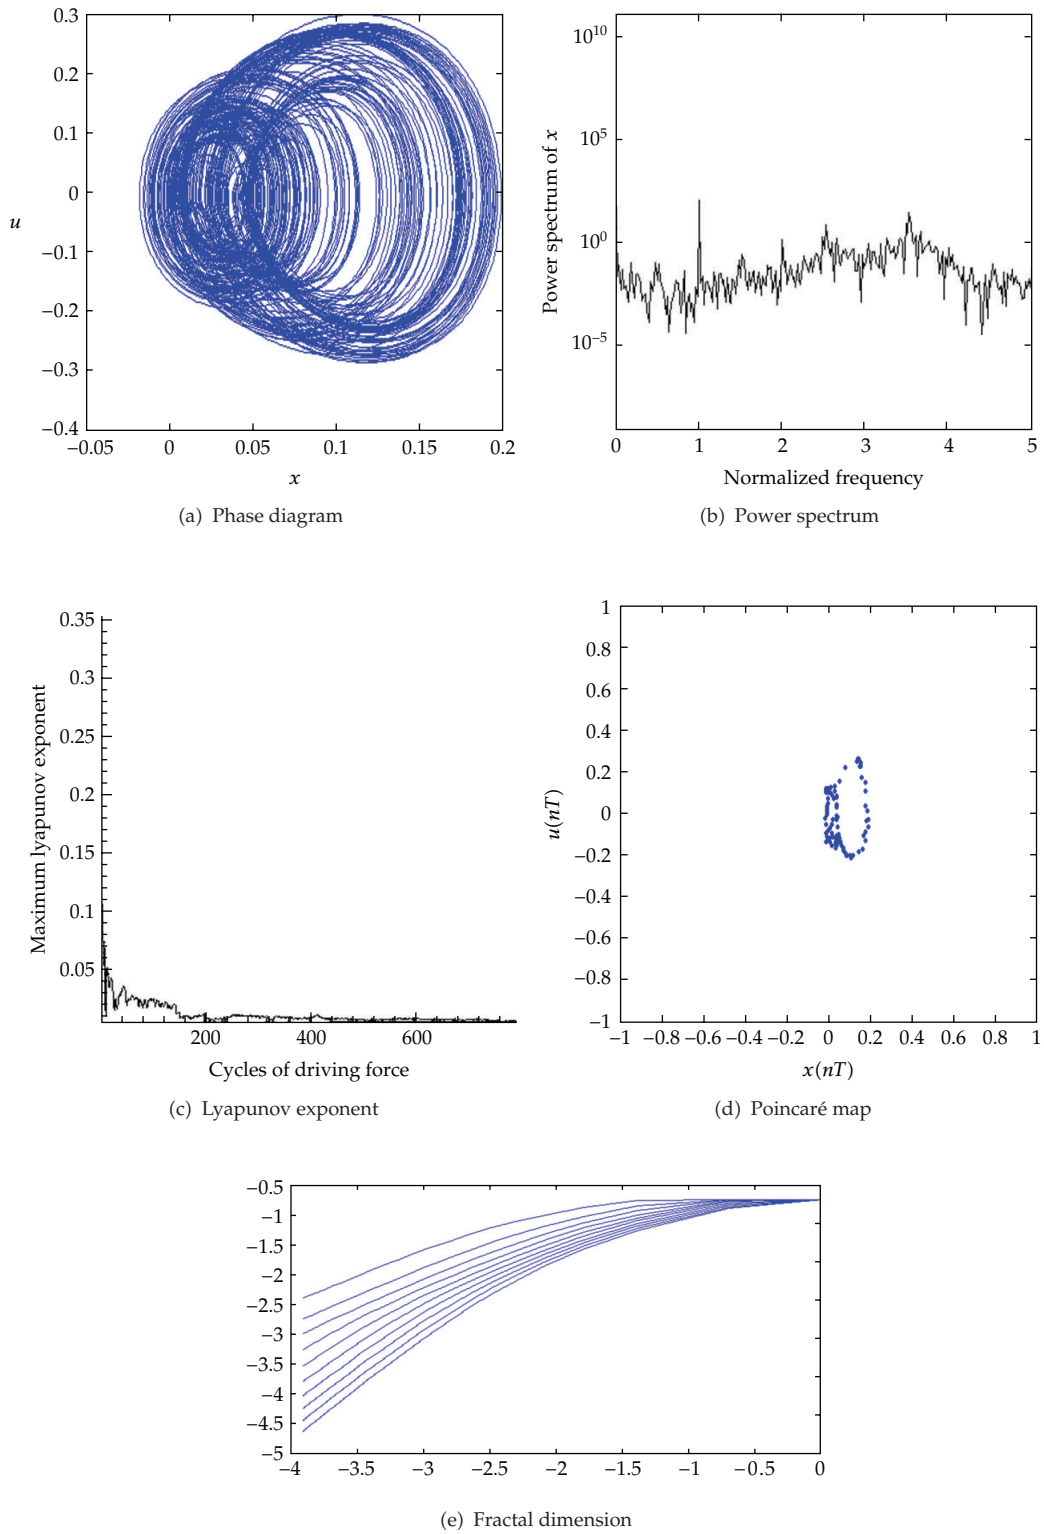 0.3
0.2
0.1
0
−0.1
−0.2
−0.3
−0.4
u
−0.05 0 0.05 0.1 0.15 0.2
x
(a) Phase diagram
10^10
10^5
10^0
10^−5
Power spectrum of x
0 1 2 3 4 5
Normalized frequency
(b) Power spectrum
0.35
0.3
0.25
0.2
0.15
0.1
0.05
Maximum lyapunov exponent
200 400 600
Cycles of driving force
(c) Lyapunov exponent
1
0.8
0.6
0.4
0.2
0
−0.2
−0.4
−0.6
−0.8
−1
u(nT)
−1 −0.8 −0.6 −0.4 −0.2 0 0.2 0.4 0.6 0.8 1
x(nT)
(d) Poincaré map
−0.5
−1
−1.5
−2
−2.5
−3
−3.5
−4
−4.5
−5
−4 −3.5 −3 −2.5 −2 −1.5 −1 −0.5 0
(e) Fractal dimension